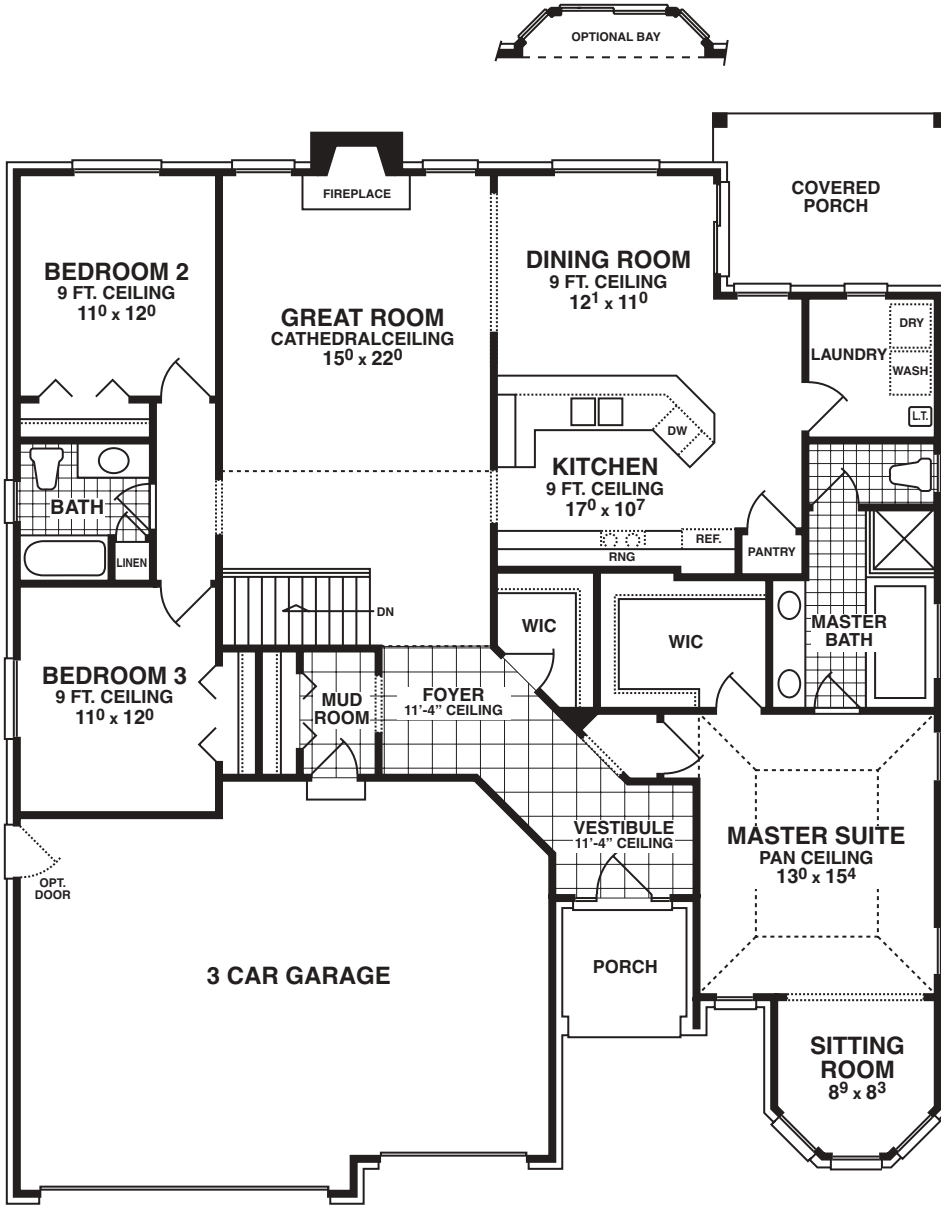 OPTIONAL BAY
COVERED
PORCH
FIREPLACE
BEDROOM 2
9 FT. CEILING
11⁰ x 12⁰
GREAT ROOM
CATHEDRALCEILING
15⁰ x 22⁰
DINING ROOM
9 FT. CEILING
12¹ x 11⁰
LAUNDRY
DRY
WASH
L.T.
DW
KITCHEN
9 FT. CEILING
17⁰ x 10⁷
REF.
RNG
PANTRY
BATH
LINEN
DN
WIC
WIC
MASTER
BATH
BEDROOM 3
9 FT. CEILING
11⁰ x 12⁰
MUD
ROOM
FOYER
11'-4” CEILING
VESTIBULE
11'-4” CEILING
MASTER SUITE
PAN CEILING
13⁰ x 15⁴
OPT.
DOOR
3 CAR GARAGE
PORCH
SITTING
ROOM
8⁹ x 8³